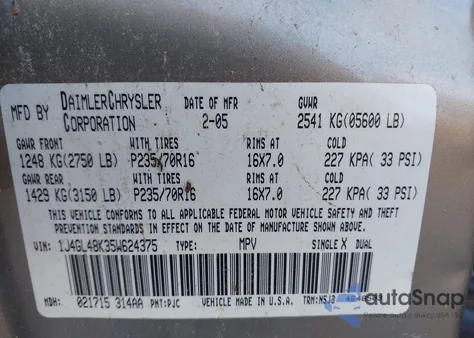 MFD BY DAIMLERCHRYSLER CORPORATION DATE OF MFR 2-05 GVWR 2541 KG(05600 LB)
GAWR FRONT WITH TIRES RIMS AT COLD
1248 KG(2750 LB) P235/70R16 16X7.0 227 KPA( 33 PSI)
GAWR REAR WITH TIRES RIMS AT COLD
1429 KG(3150 LB) P235/70R16 16X7.0 227 KPA( 33 PSI)
THIS VEHICLE CONFORMS TO ALL APPLICABLE FEDERAL MOTOR VEHICLE SAFETY AND THEFT
PREVENTION STANDARDS IN EFFECT ON THE DATE OF MANUFACTURE SHOWN ABOVE.
VIN: 1J4GL48K35W624375 TYPE: MPV SINGLE X DUAL
MDH: 021715 314AA PNT:PJC VEHICLE MADE IN U.S.A. TRM:
autoSnap